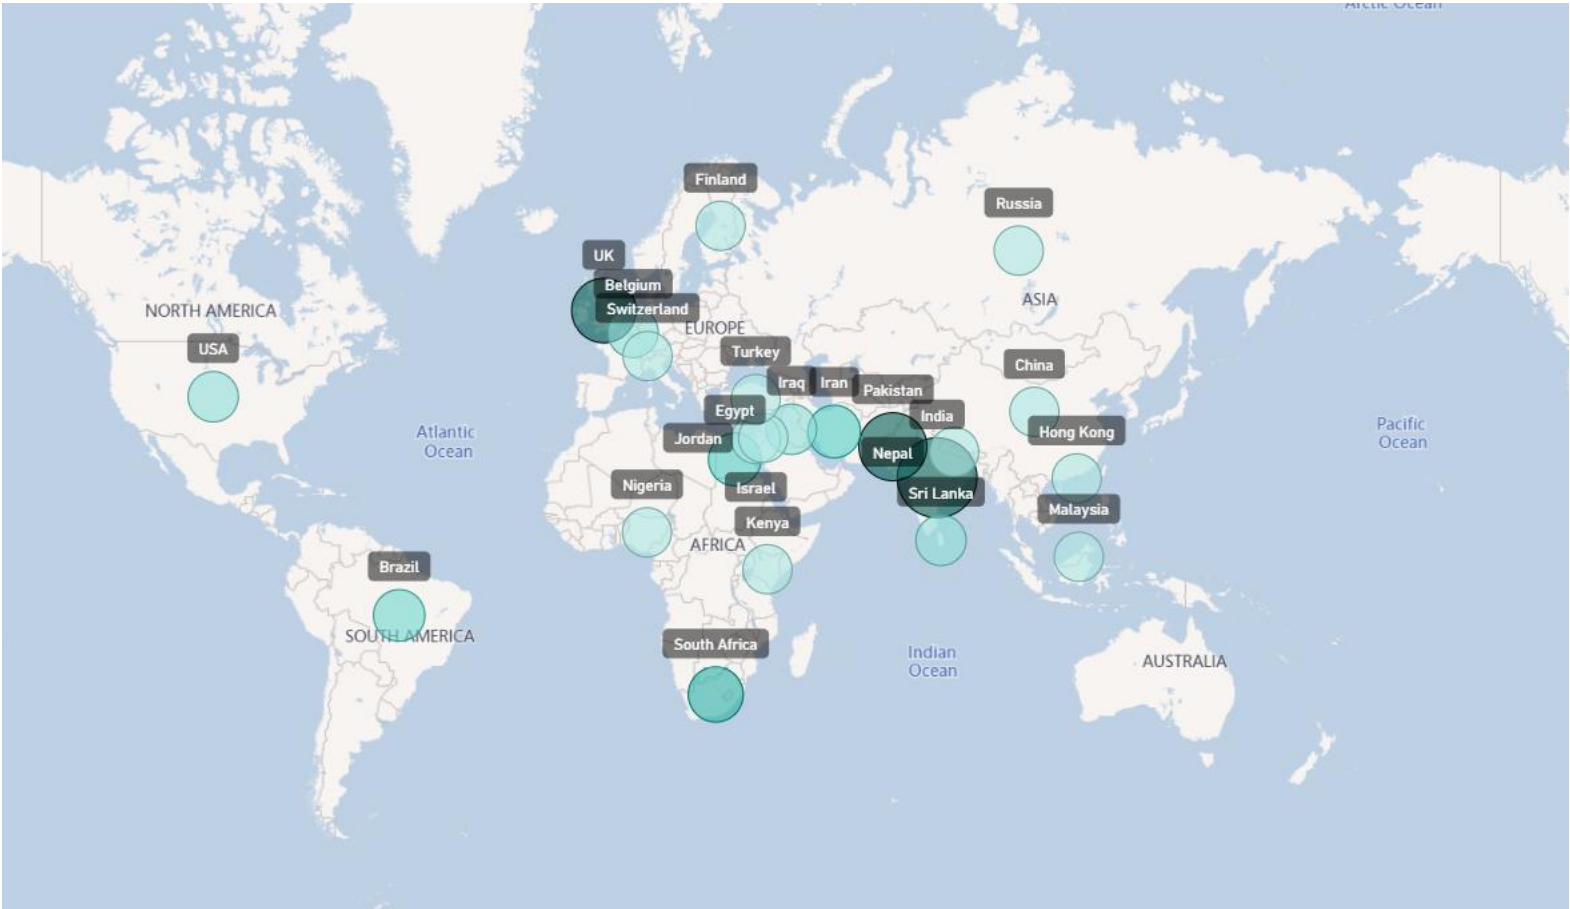 Arctic Ocean
Finland
Russia
UK
Belgium
Switzerland
NORTH AMERICA
ASIA
EUROPE
USA
Turkey
China
Iraq
Iran
Pakistan
Egypt
India
Atlantic
Ocean
Pacific
Ocean
Jordan
Hong Kong
Nepal
Nigeria
Israel
Sri Lanka
Malaysia
Kenya
AFRICA
Brazil
SOUTH AMERICA
South Africa
Indian
Ocean
AUSTRALIA